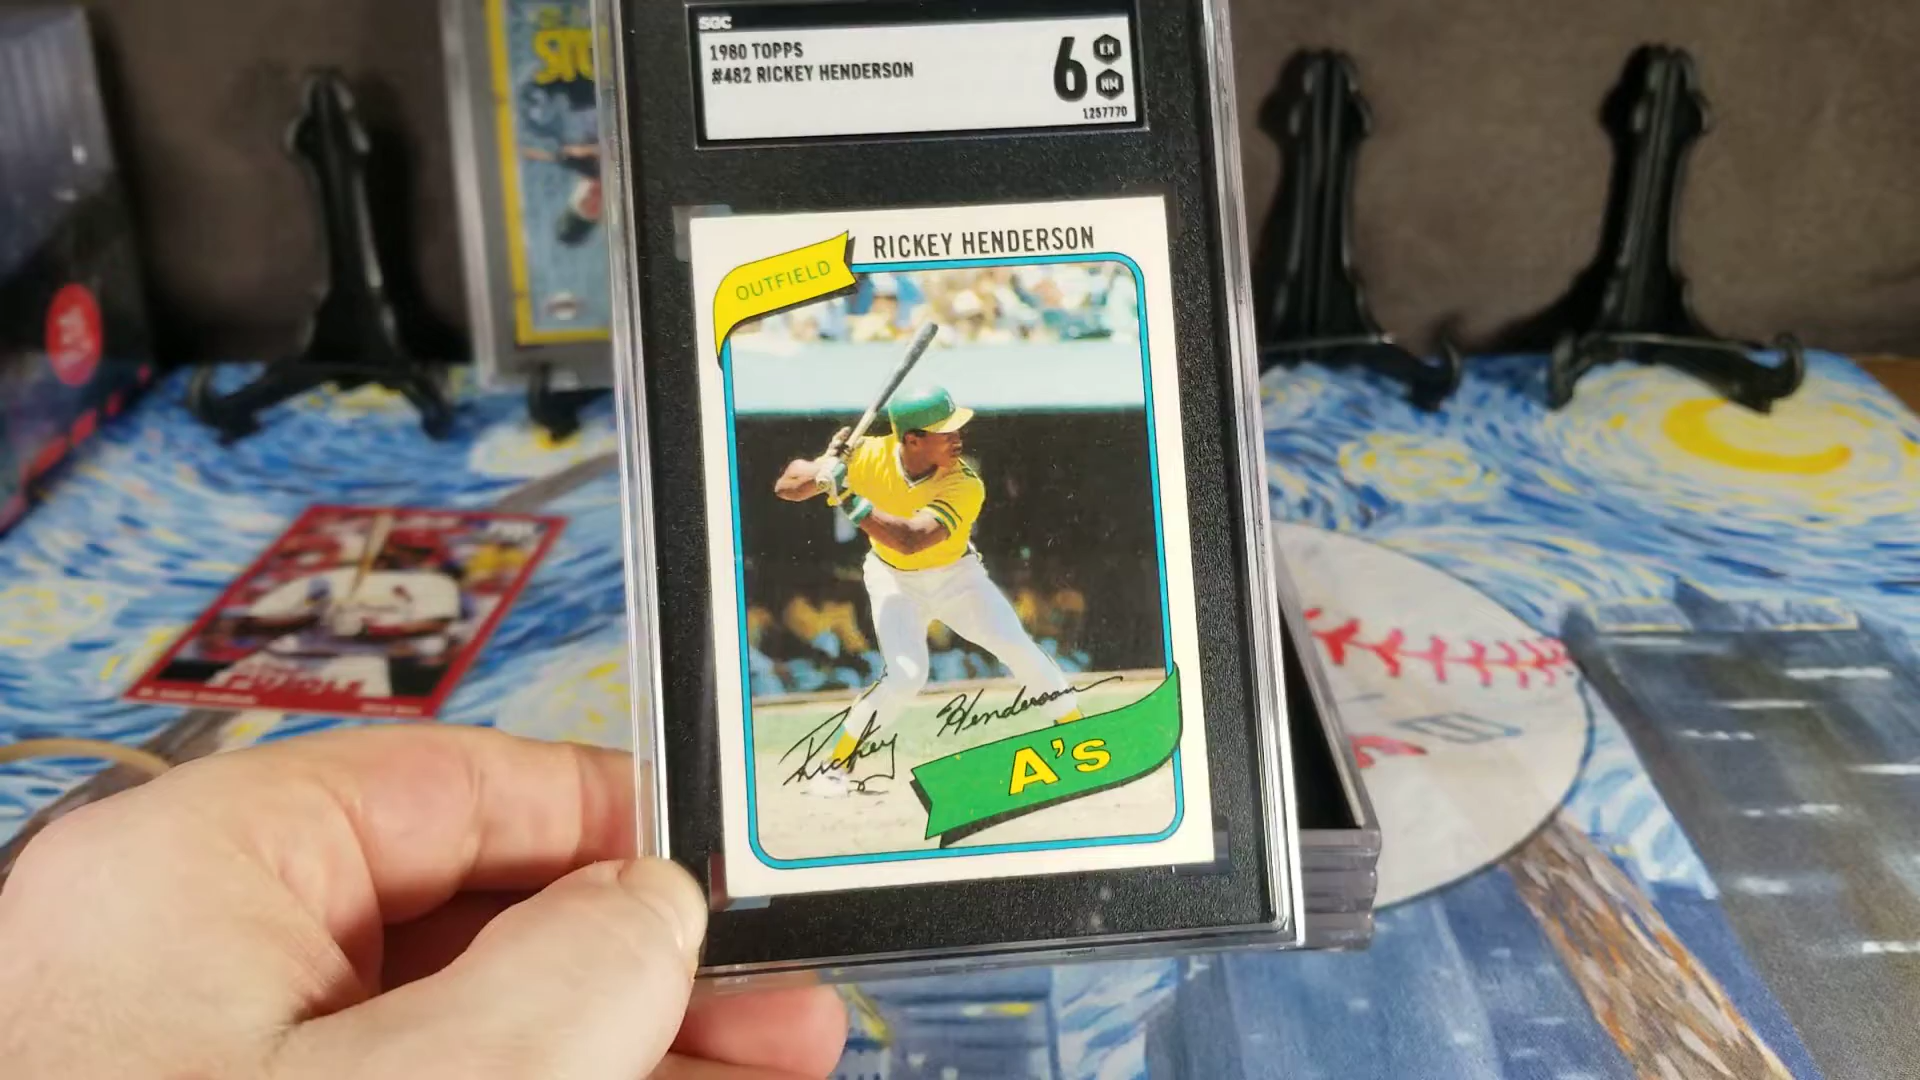 SGC
1980 TOPPS
#482 RICKEY HENDERSON
6
EX
NM
1257770
RICKEY HENDERSON
OUTFIELD
Rickey Henderson
A's